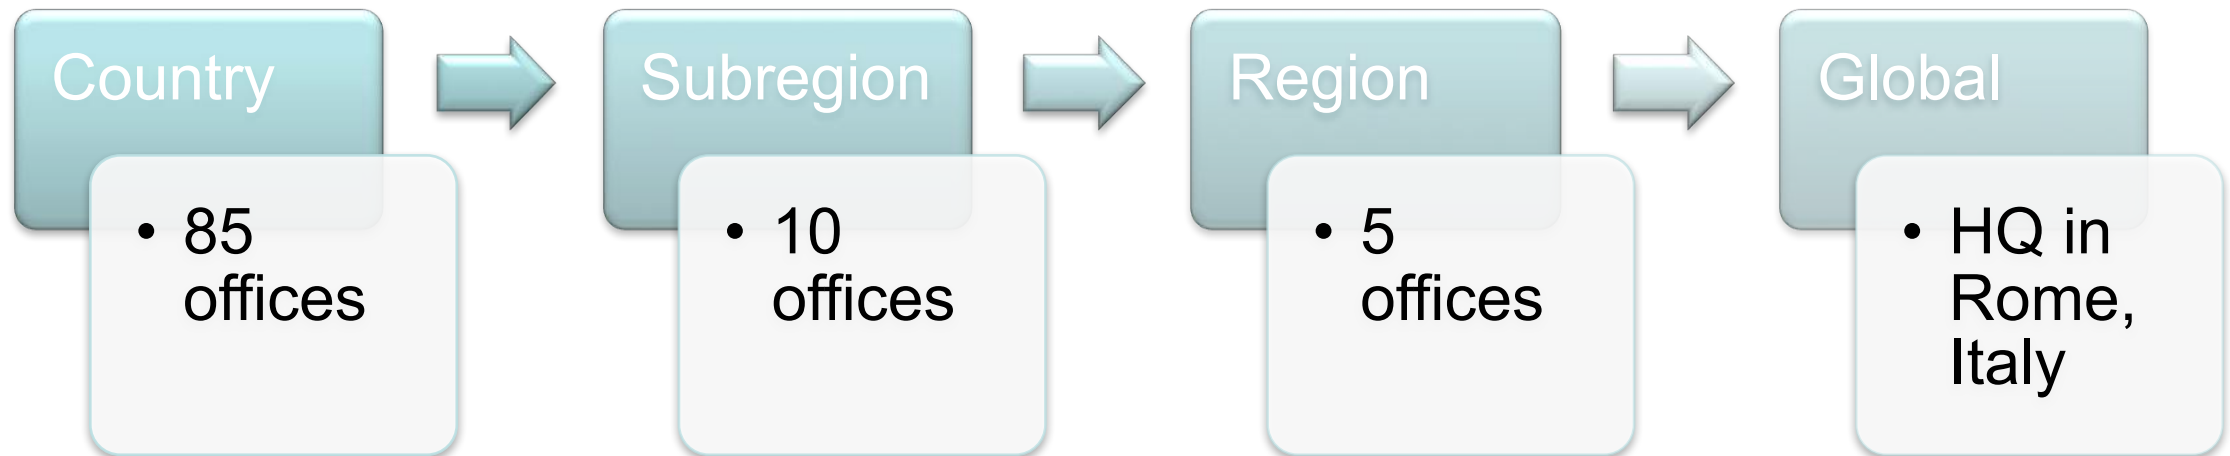 Country
• 85
offices
Subregion
• 10
offices
Region
• 5
offices
Global
• HQ in
Rome,
Italy